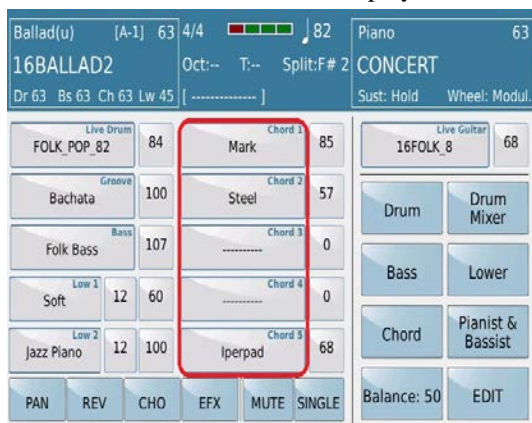 Ballad(u) [A-1] 63 4/4 82 Piano 63
16BALLAD2 Oct:-- T:-- Split:F# 2 CONCERT
Dr 63 Bs 63 Ch 63 Lw 45 [ -------------- ] Sust: Hold Wheel: Modul.
Live Drum Chord 1 Live Guitar
FOLK_POP_82 84 Mark 85 16FOLK_8 68
Groove Chord 2
Bachata 100 Steel 57 Drum Drum Mixer
Bass Chord 3
Folk Bass 107 ---------- 0 Bass Lower
Low 1 Chord 4
Soft 12 60 ---------- 0 Chord Pianist & Bassist
Low 2 Chord 5
Jazz Piano 12 100 Iperpad 68
PAN REV CHO EFX MUTE SINGLE Balance: 50 EDIT